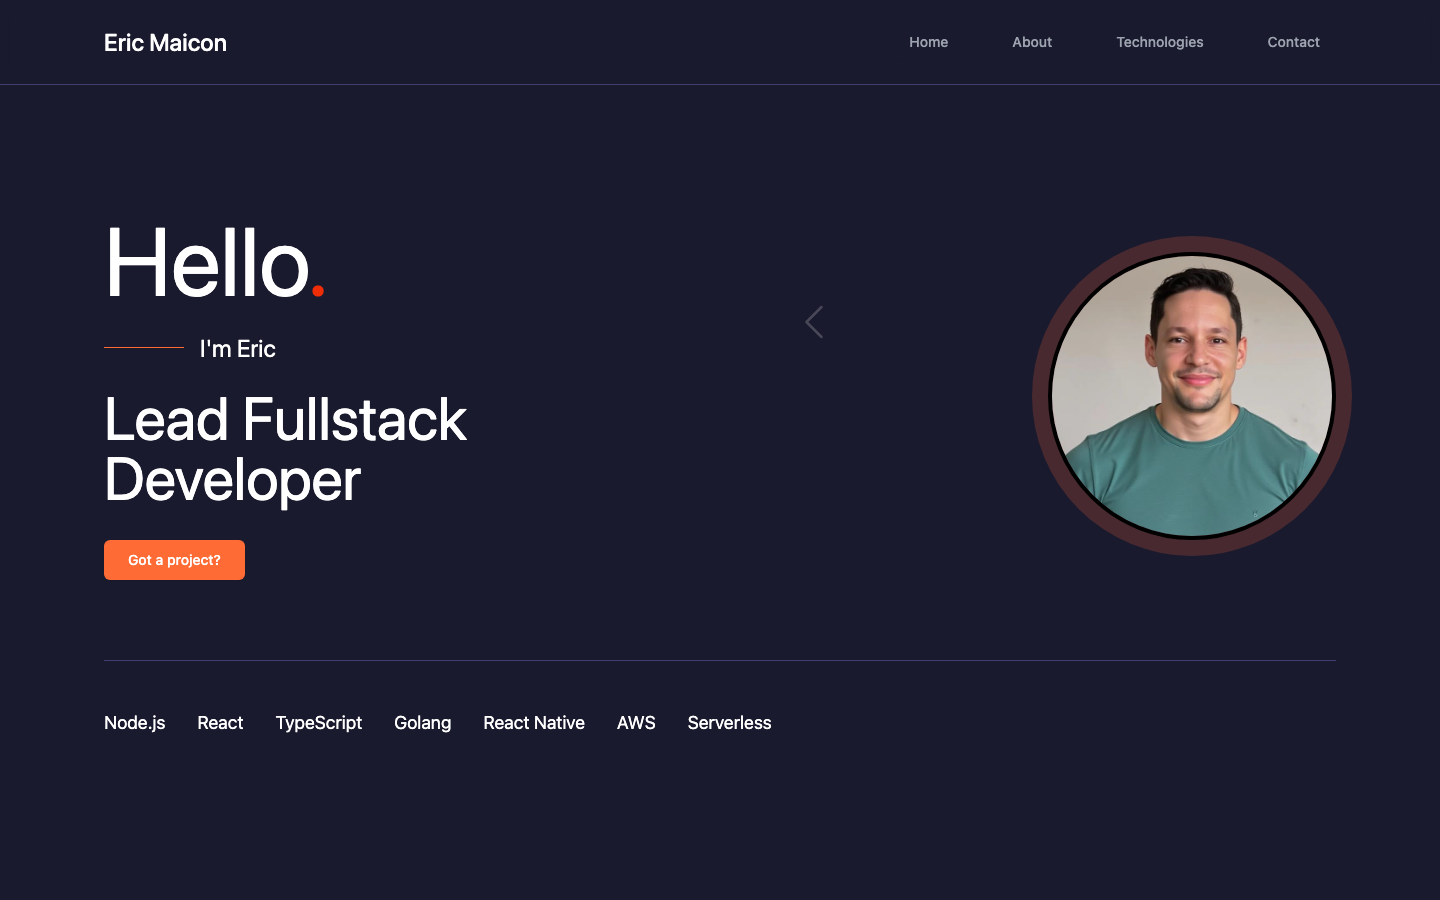 Eric Maicon
Home About Technologies Contact
Hello.
I'm Eric
Lead Fullstack
Developer
Got a project?
Node.js React TypeScript Golang React Native AWS Serverless